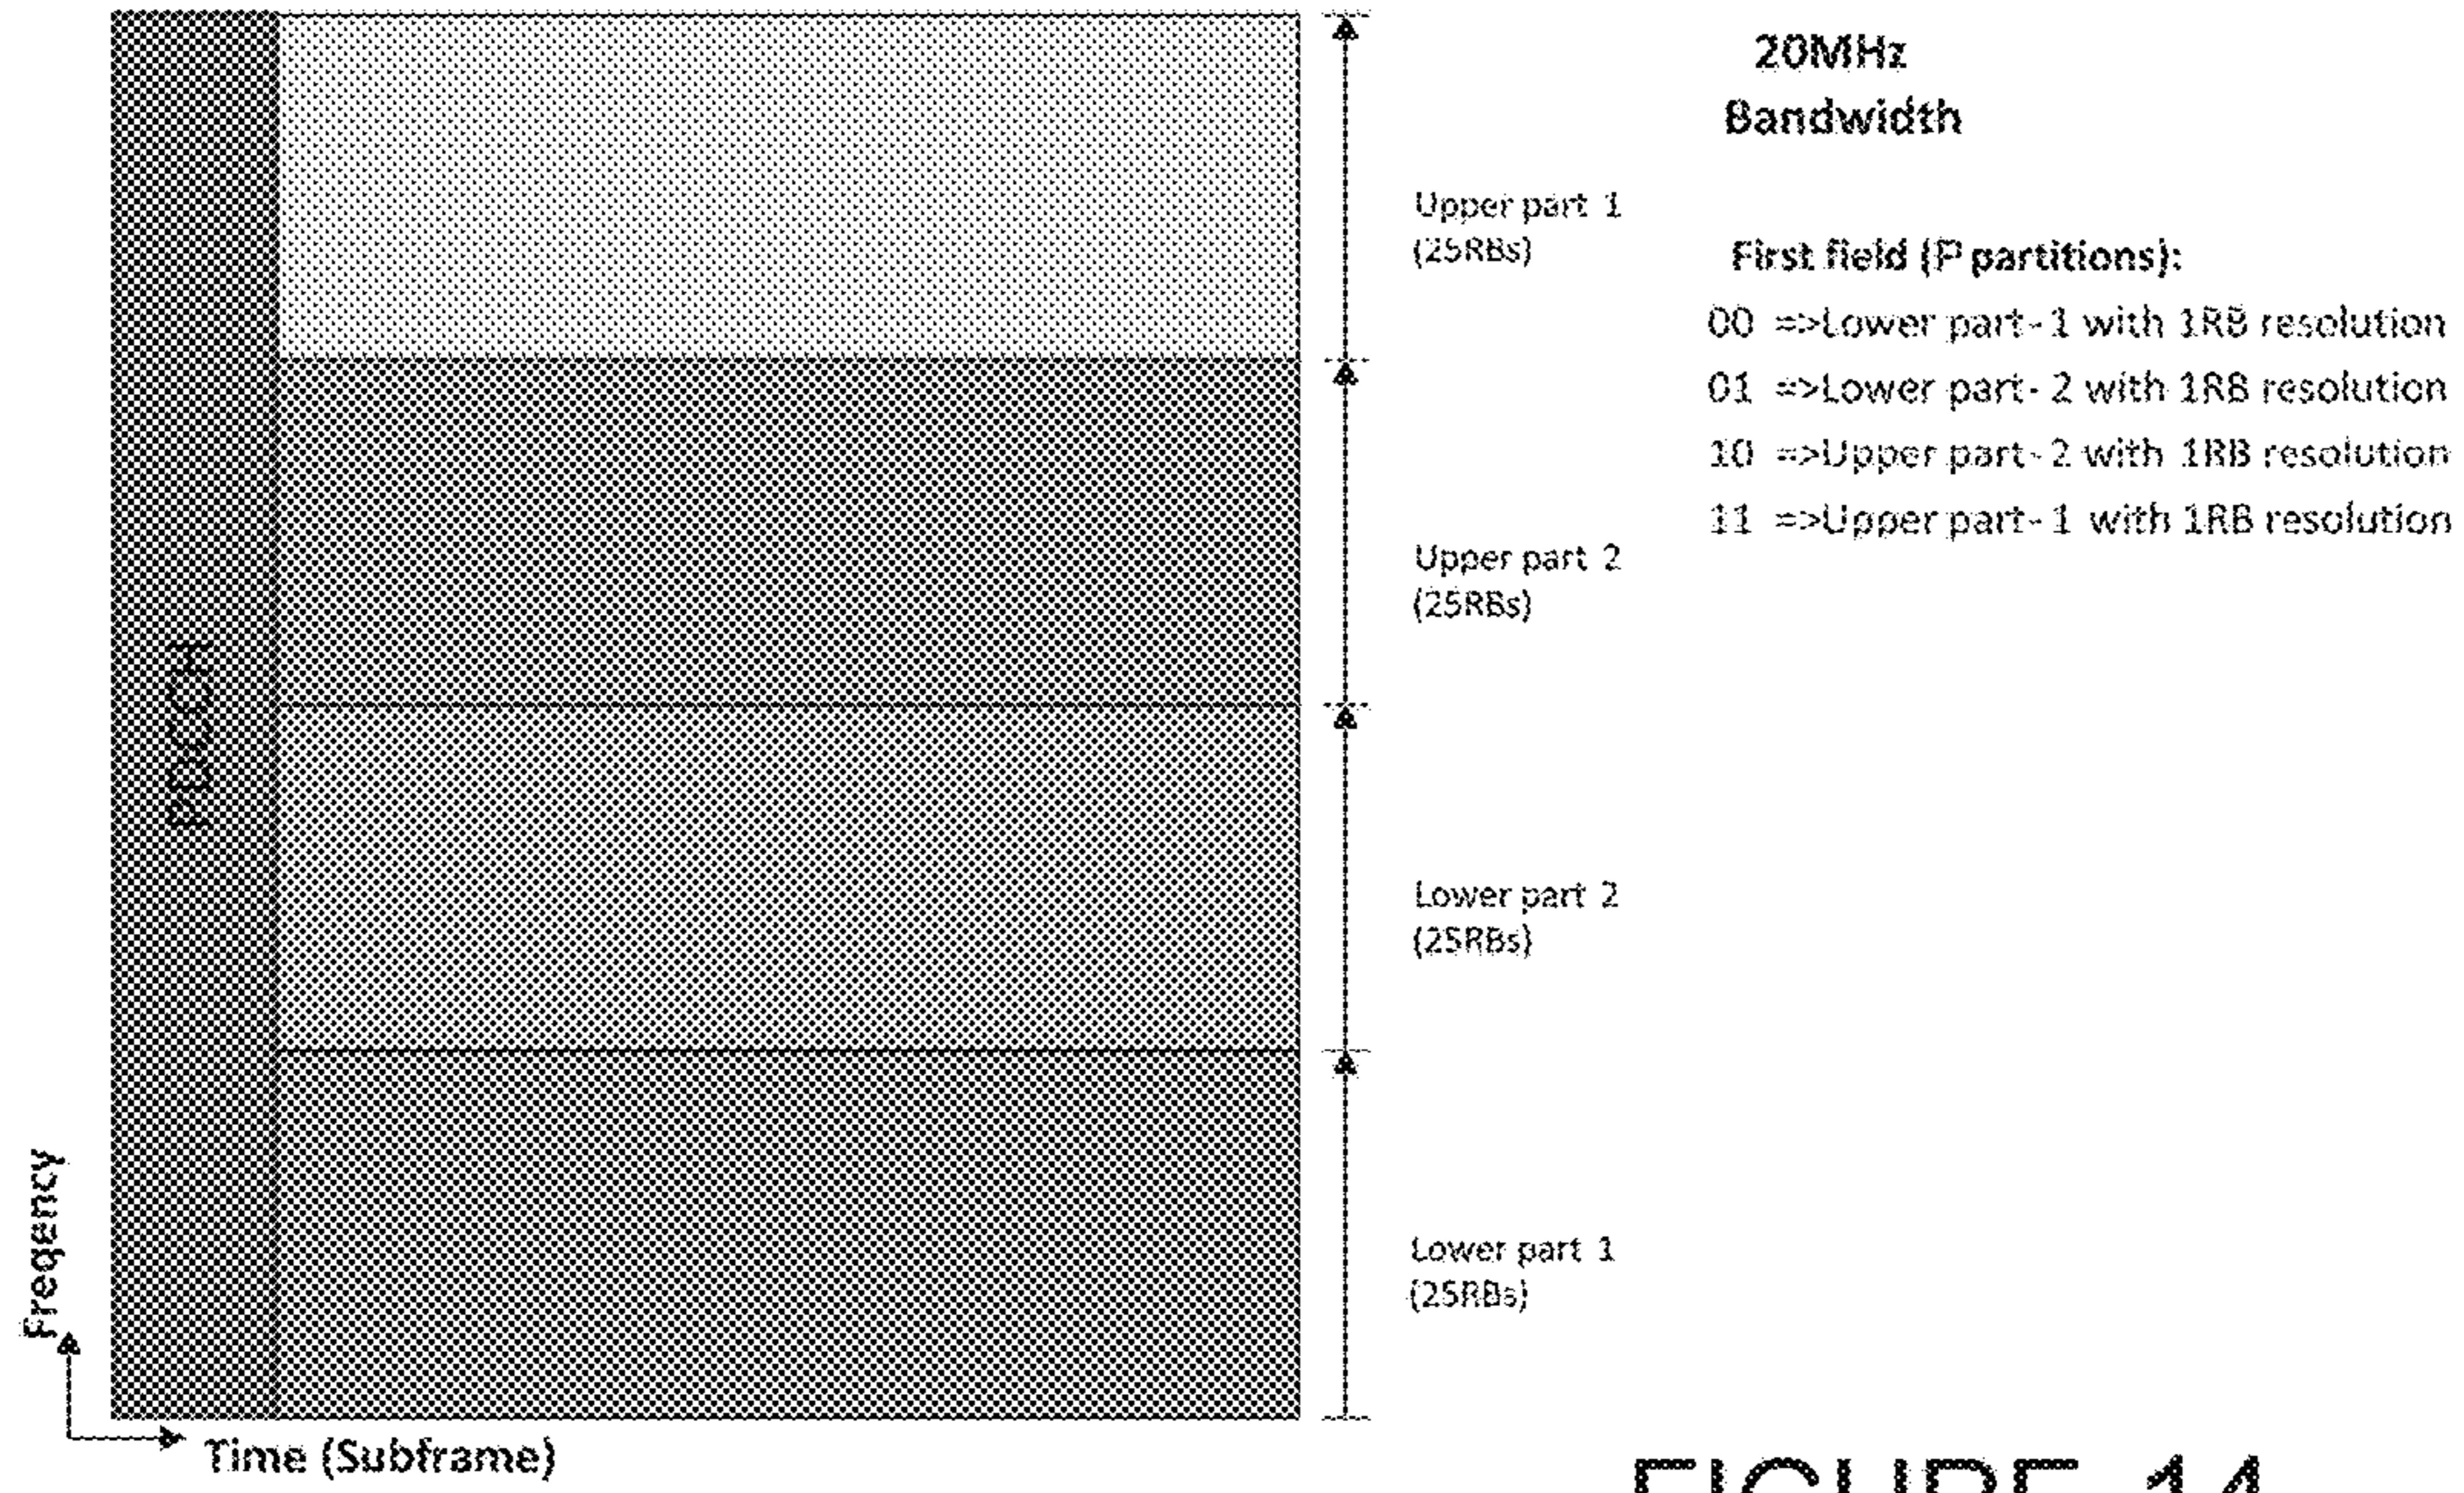 20MHz
Bandwidth
Upper part 1
(25RBs)
First field (P partitions):
00 =>Lower part-1 with 1RB resolution
01 =>Lower part-2 with 1RB resolution
10 =>Upper part-2 with 1RB resolution
11 =>Upper part-1 with 1RB resolution
Upper part 2
(25RBs)
PDCCH
Lower part 2
(25RBs)
Lower part 1
(25RBs)
Freqency
Time (Subframe)
FIGURE 14